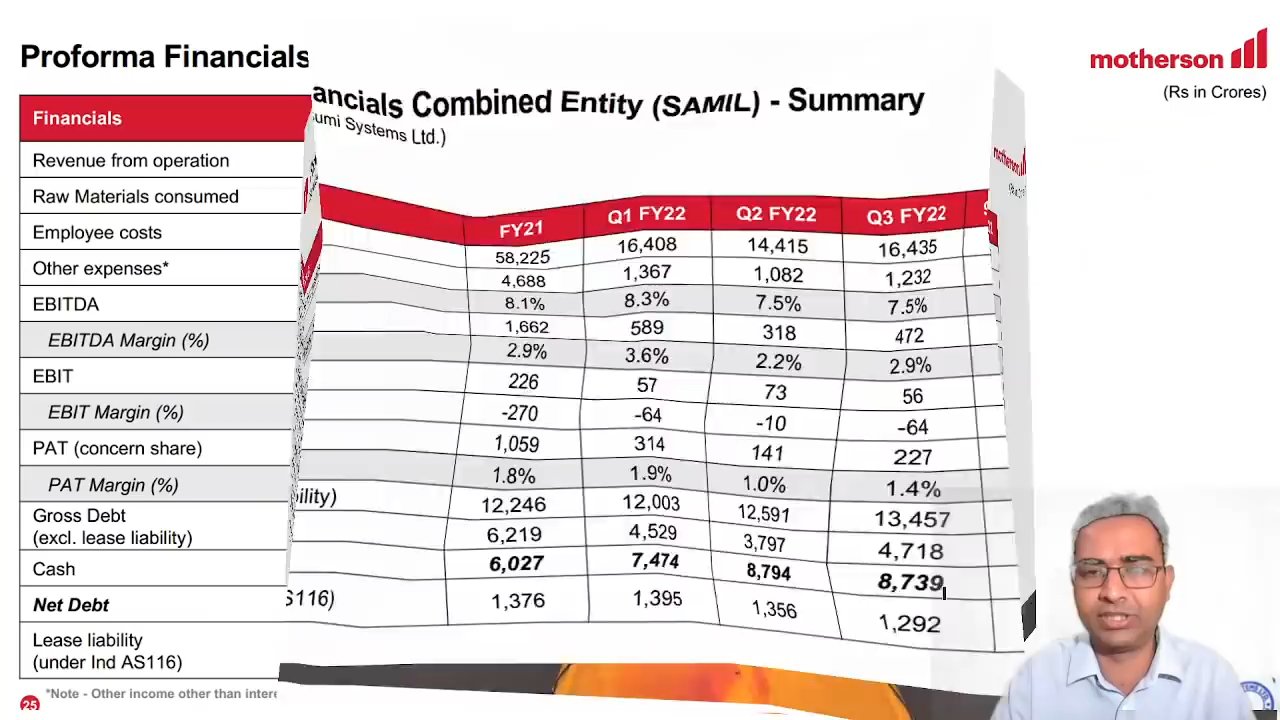 Proforma Financials
motherson
(Rs in Crores)
Financials
Revenue from operation
Raw Materials consumed
Employee costs
Other expenses*
EBITDA
EBITDA Margin (%)
EBIT
EBIT Margin (%)
PAT (concern share)
PAT Margin (%)
Gross Debt
(excl. lease liability)
Cash
Net Debt
Lease liability
(under Ind AS116)
25
*Note - Other income other than
ancials Combined Entity (SAMIL) - Summary
umi Systems Ltd.)
motherson
FY21 Q1 FY22 Q2 FY22 Q3 FY22
58,225 16,408 14,415 16,435
4,688 1,367 1,082 1,232
8.1% 8.3% 7.5% 7.5%
1,662 589 318 472
2.9% 3.6% 2.2% 2.9%
226 57 73 56
-270 -64 -10 -64
1,059 314 141 227
1.8% 1.9% 1.0% 1.4%
ility) 12,246 12,003 12,591 13,457
6,219 4,529 3,797 4,718
6,027 7,474 8,794 8,739
S116) 1,376 1,395 1,356 1,292